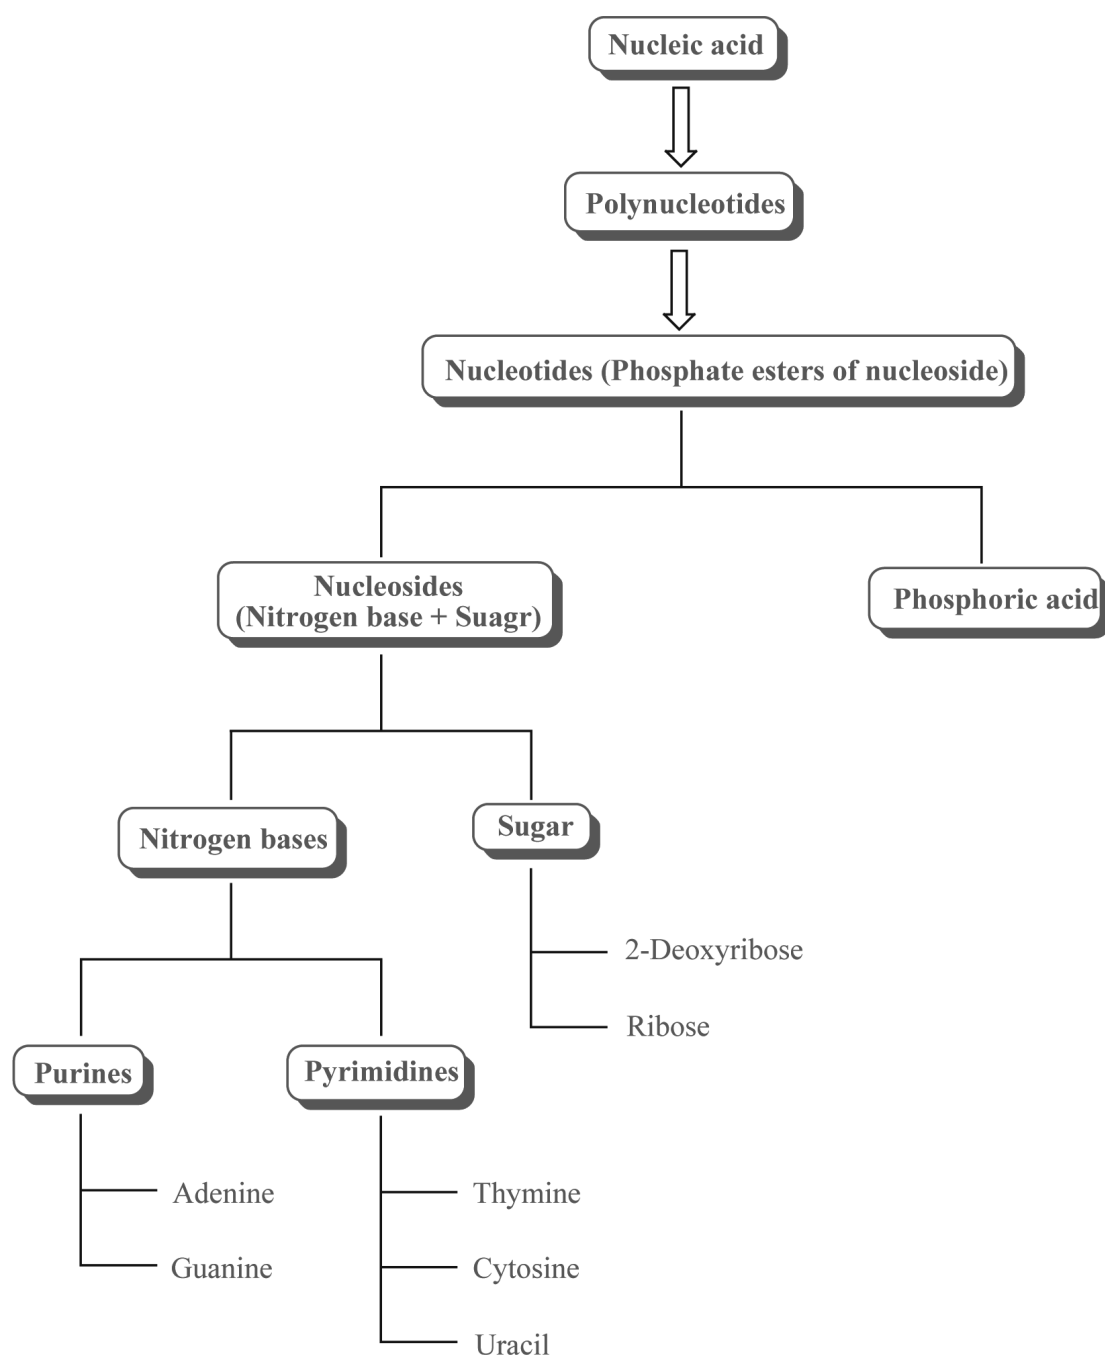 Nucleic acid
Polynucleotides
Nucleotides (Phosphate esters of nucleoside)
Nucleosides
(Nitrogen base + Suagr)
Phosphoric acid
Nitrogen bases
Sugar
2-Deoxyribose
Ribose
Purines
Pyrimidines
Adenine
Guanine
Thymine
Cytosine
Uracil